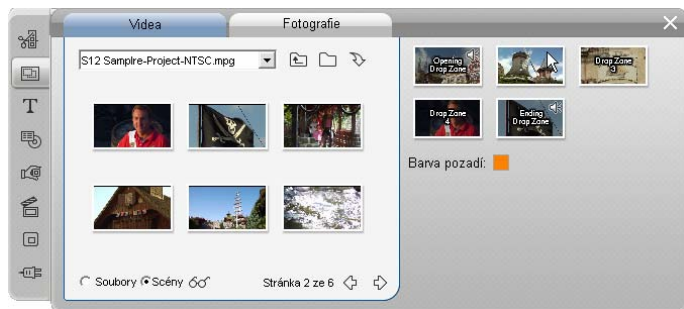 Videa
Fotografie
S12 Samplre-Project-NTSC.mpg
T
Opening
Drop Zone
Drop Zone
3
Drop Zone
4
Ending
Drop Zone
Barva pozadí:
Soubory Scény
Stránka 2 ze 6